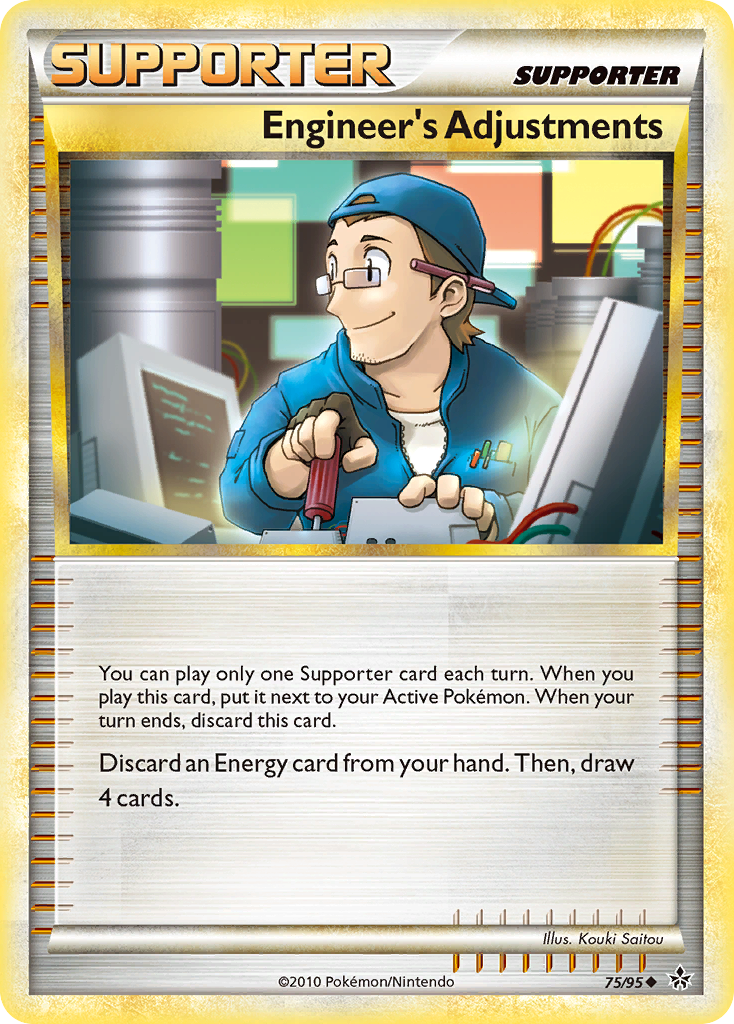 SUPPORTER
SUPPORTER
Engineer's Adjustments
You can play only one Supporter card each turn. When you
play this card, put it next to your Active Pokémon. When your
turn ends, discard this card.
Discard an Energy card from your hand. Then, draw
4 cards.
Illus. Kouki Saitou
©2010 Pokémon/Nintendo
75/95